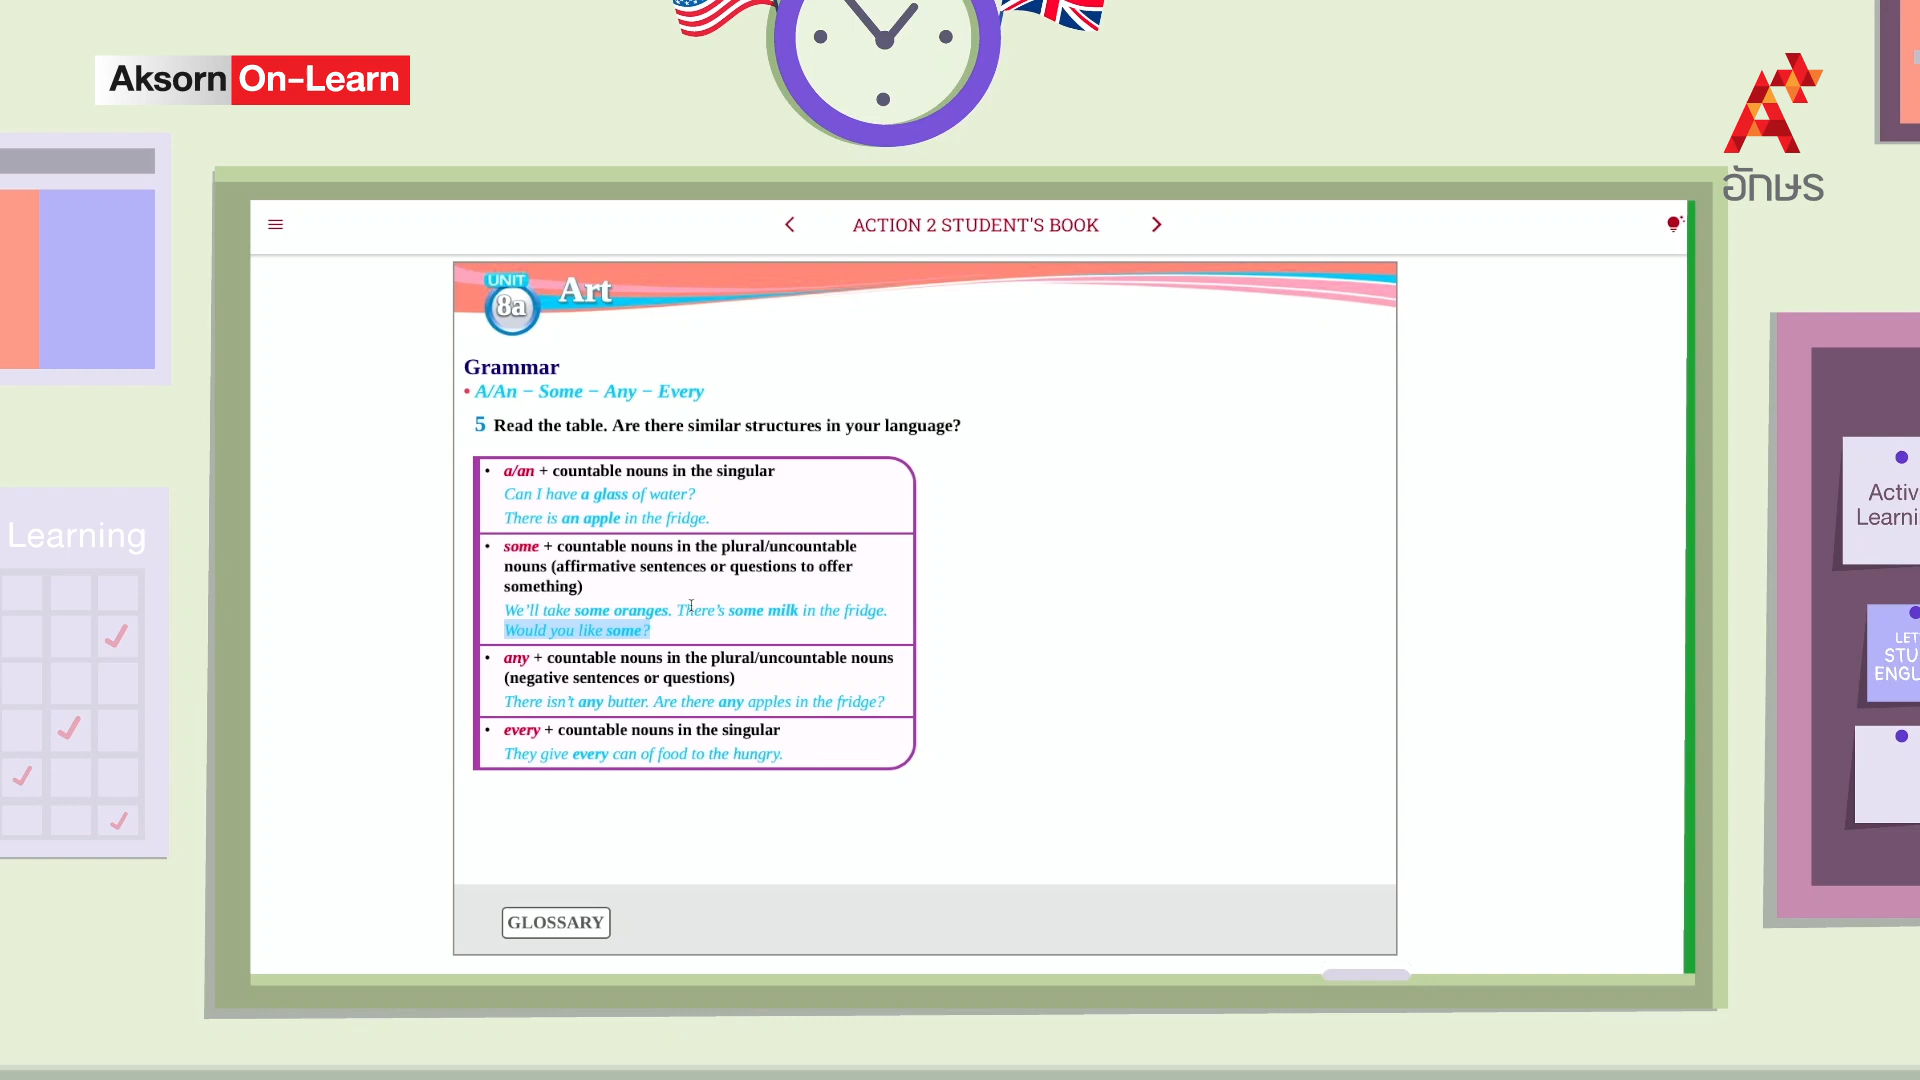 Aksorn On-Learn
อักษร
ACTION 2 STUDENT'S BOOK
UNIT
8a
Art
Grammar
• A/An – Some – Any – Every
5 Read the table. Are there similar structures in your language?
• a/an + countable nouns in the singular
Can I have a glass of water?
There is an apple in the fridge.
• some + countable nouns in the plural/uncountable
nouns (affirmative sentences or questions to offer
something)
We'll take some oranges. There's some milk in the fridge.
Would you like some?
• any + countable nouns in the plural/uncountable nouns
(negative sentences or questions)
There isn't any butter. Are there any apples in the fridge?
• every + countable nouns in the singular
They give every can of food to the hungry.
GLOSSARY
Learning
Activ
Learni
LET
STU
ENGL